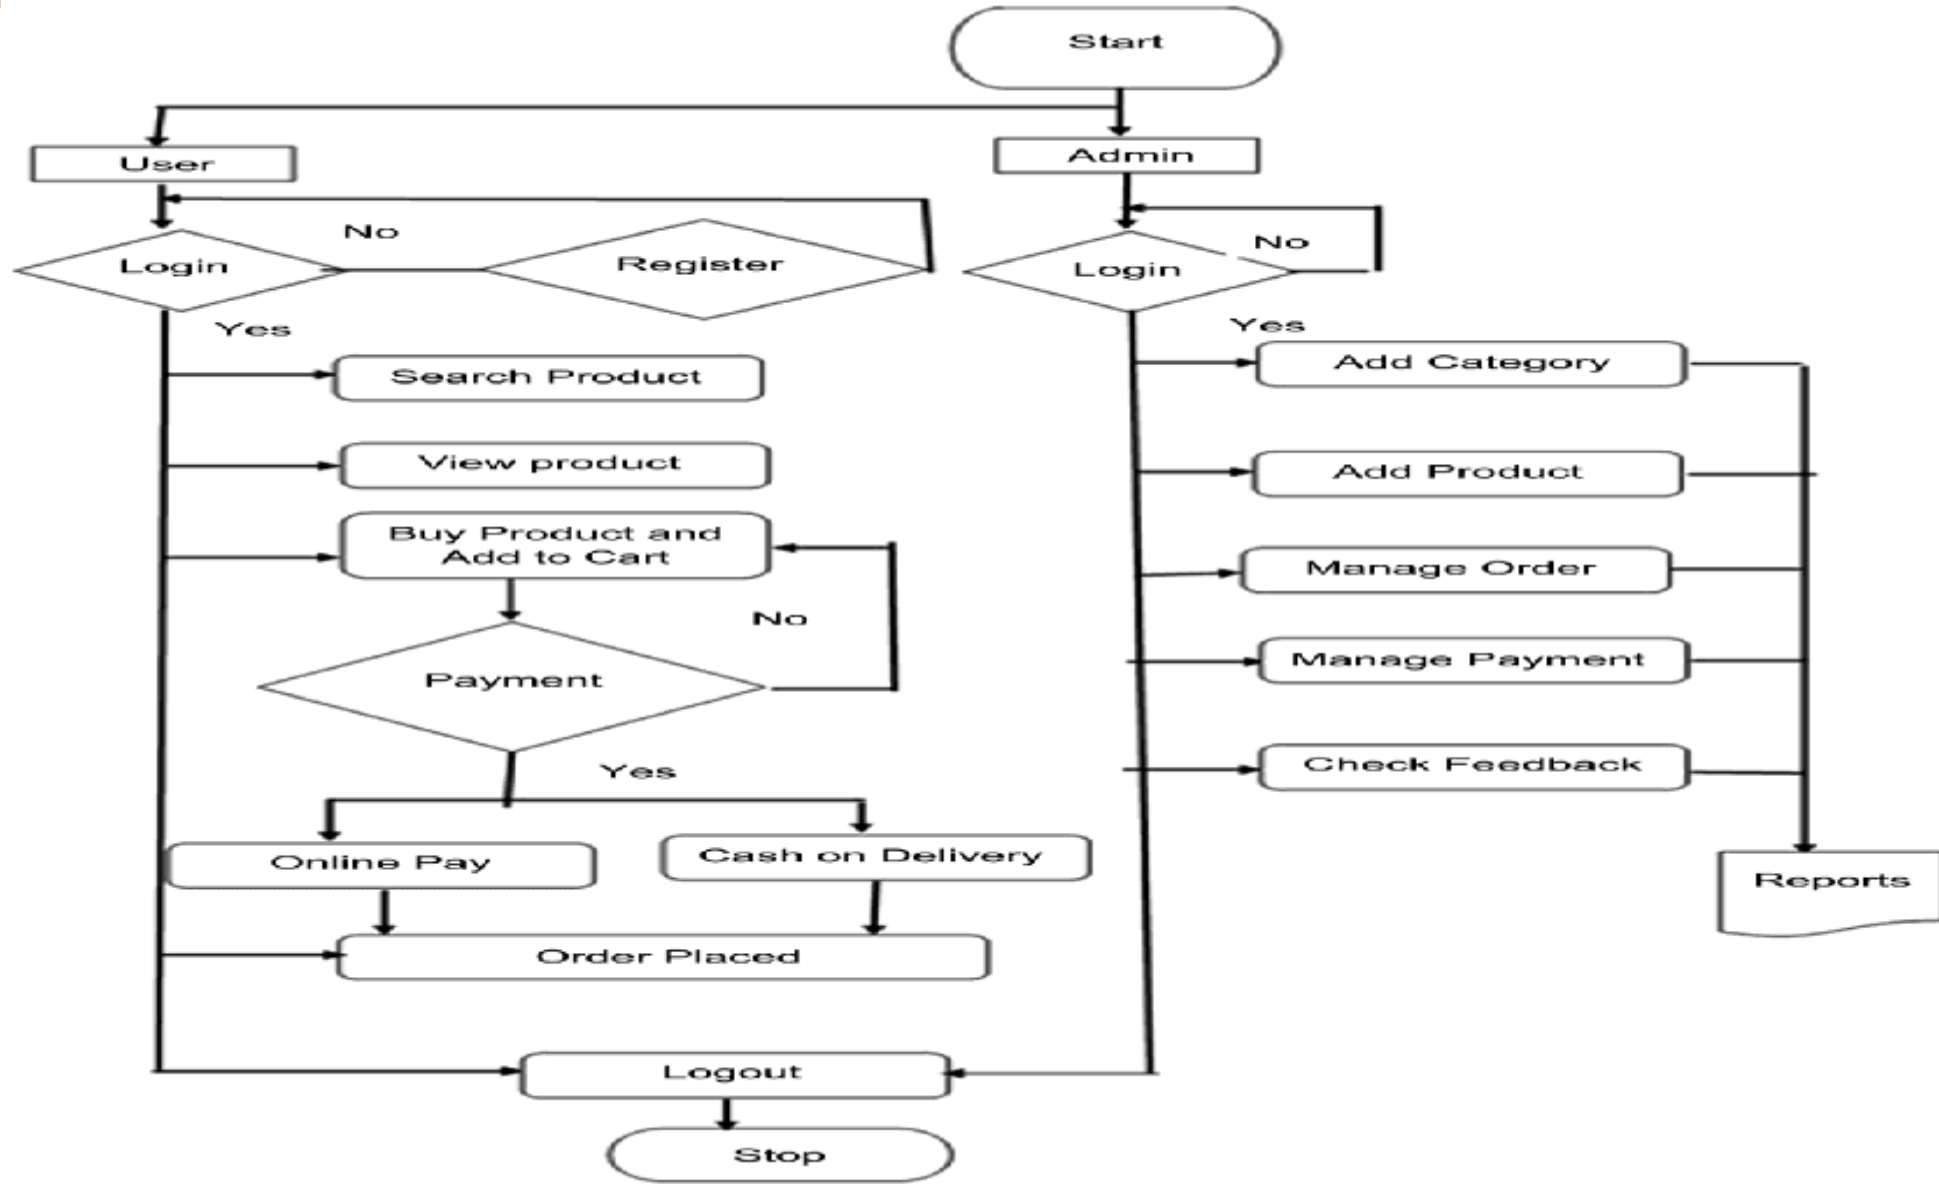 Start
User
Admin
No
No
Login
Register
Login
Yes
Yes
Search Product
Add Category
View product
Add Product
Buy Product and
Add to Cart
Manage Order
No
Payment
Manage Payment
Yes
Check Feedback
Online Pay
Cash on Delivery
Reports
Order Placed
Logout
Stop